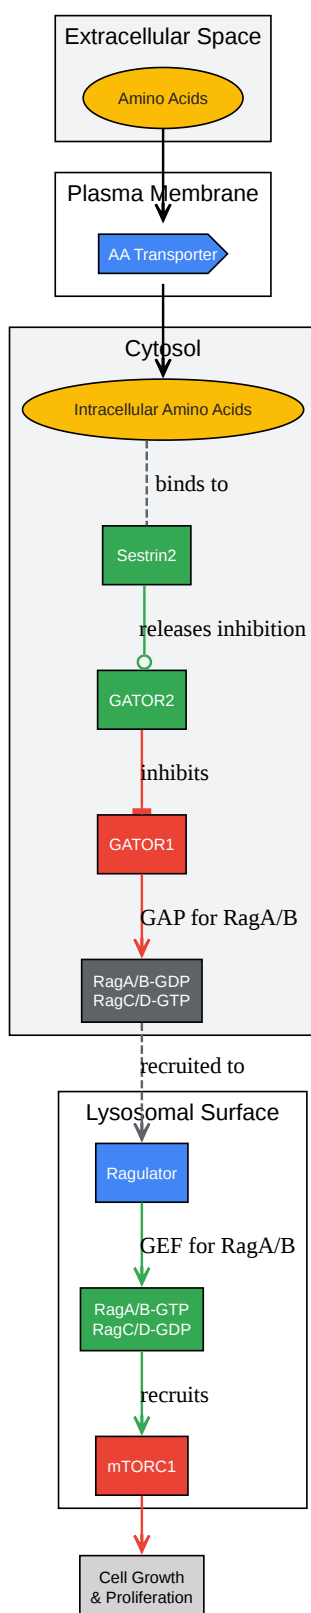 Extracellular Space
Amino Acids
Plasma Membrane
AA Transporter
Cytosol
Intracellular Amino Acids
binds to
Sestrin2
releases inhibition
GATOR2
inhibits
GATOR1
GAP for RagA/B
RagA/B-GDP
RagC/D-GTP
recruited to
Lysosomal Surface
Ragulator
GEF for RagA/B
RagA/B-GTP
RagC/D-GDP
recruits
mTORC1
Cell Growth
& Proliferation